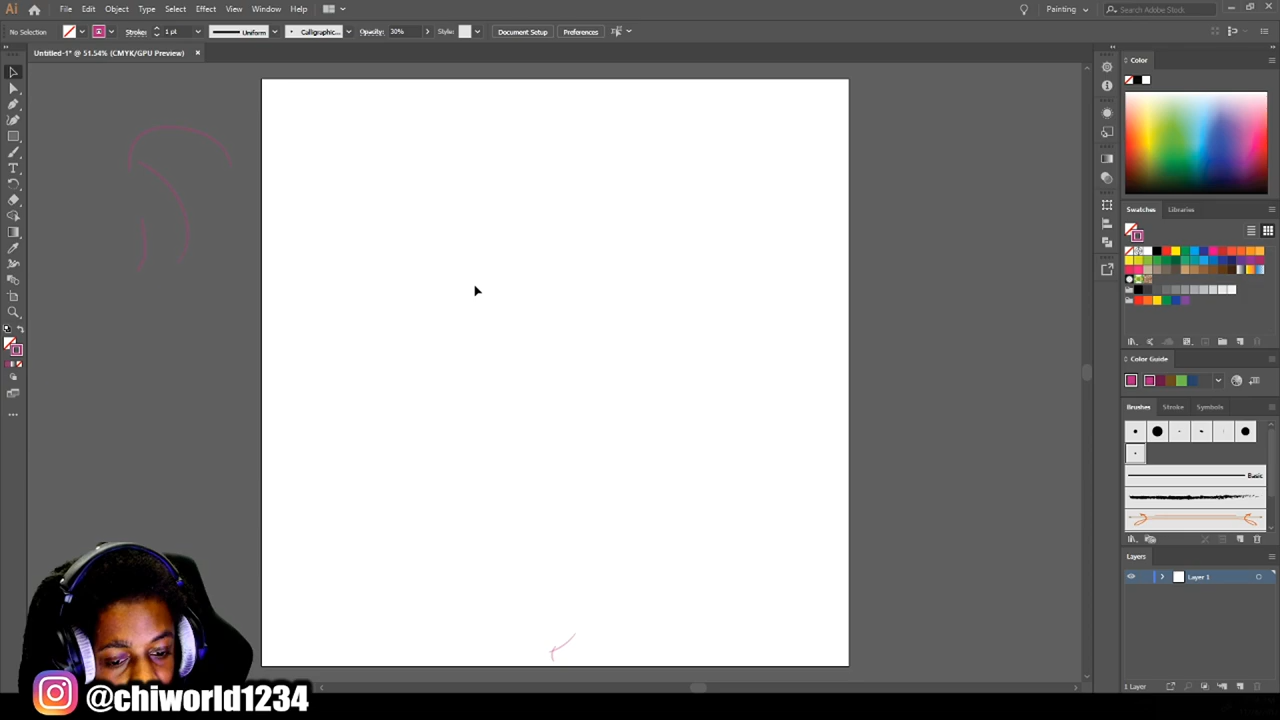 Ai File Edit Object Type Select Effect View Window Help Painting Search Adobe Stock
No Selection Stroke: 1 pt Uniform Calligraphic... Opacity: 30% Style: Document Setup Preferences
Untitled-1* @ 51.54% (CMYK/GPU Preview) ×
Color
Swatches Libraries
Color Guide
Brushes Stroke Symbols
Basic
Layers
Layer 1
1 Layer
@chiworld1234